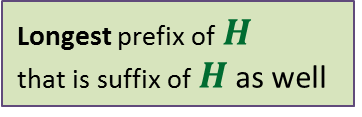 Longest prefix of H
that is suffix of H as well